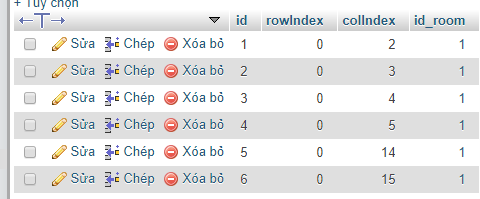 + Tùy chọn
id rowIndex colIndex id_room
Sửa Chép Xóa bỏ 1 0 2 1
Sửa Chép Xóa bỏ 2 0 3 1
Sửa Chép Xóa bỏ 3 0 4 1
Sửa Chép Xóa bỏ 4 0 5 1
Sửa Chép Xóa bỏ 5 0 14 1
Sửa Chép Xóa bỏ 6 0 15 1